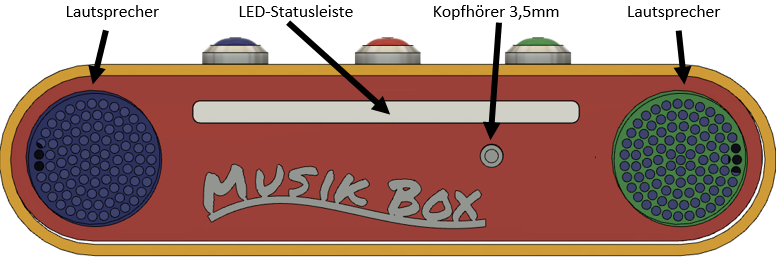 Lautsprecher
LED-Statusleiste
Kopfhörer 3,5mm
Lautsprecher
MUSIK BOX